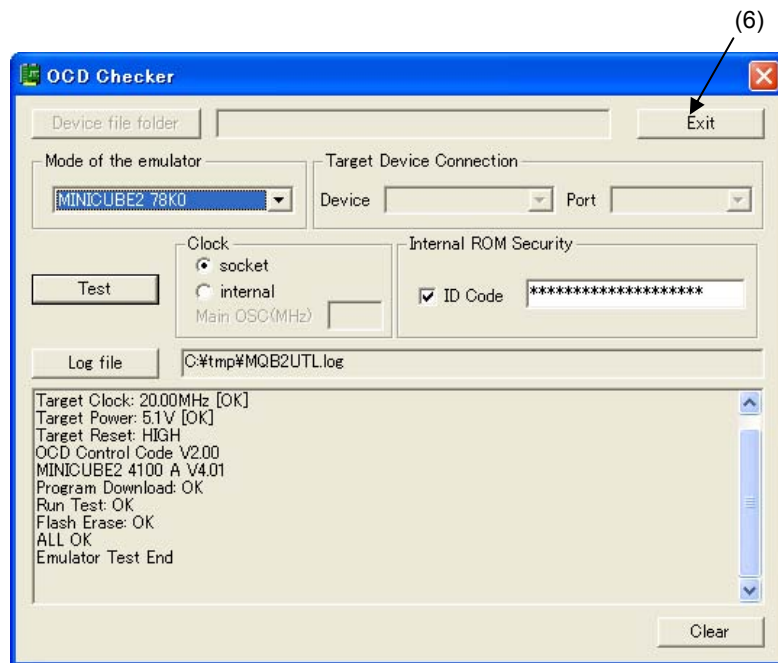 (6)
OCD Checker
Device file folder
Exit
Mode of the emulator
MINICUBE2 78K0
Target Device Connection
Device
Port
Test
Clock
socket
internal
Main OSC(MHz)
Internal ROM Security
ID Code
********************
Log file
C:¥tmp¥MQB2UTL.log
Target Clock: 20.00MHz [OK]
Target Power: 5.1V [OK]
Target Reset: HIGH
OCD Control Code V2.00
MINICUBE2 4100 A V4.01
Program Download: OK
Run Test: OK
Flash Erase: OK
ALL OK
Emulator Test End
Clear